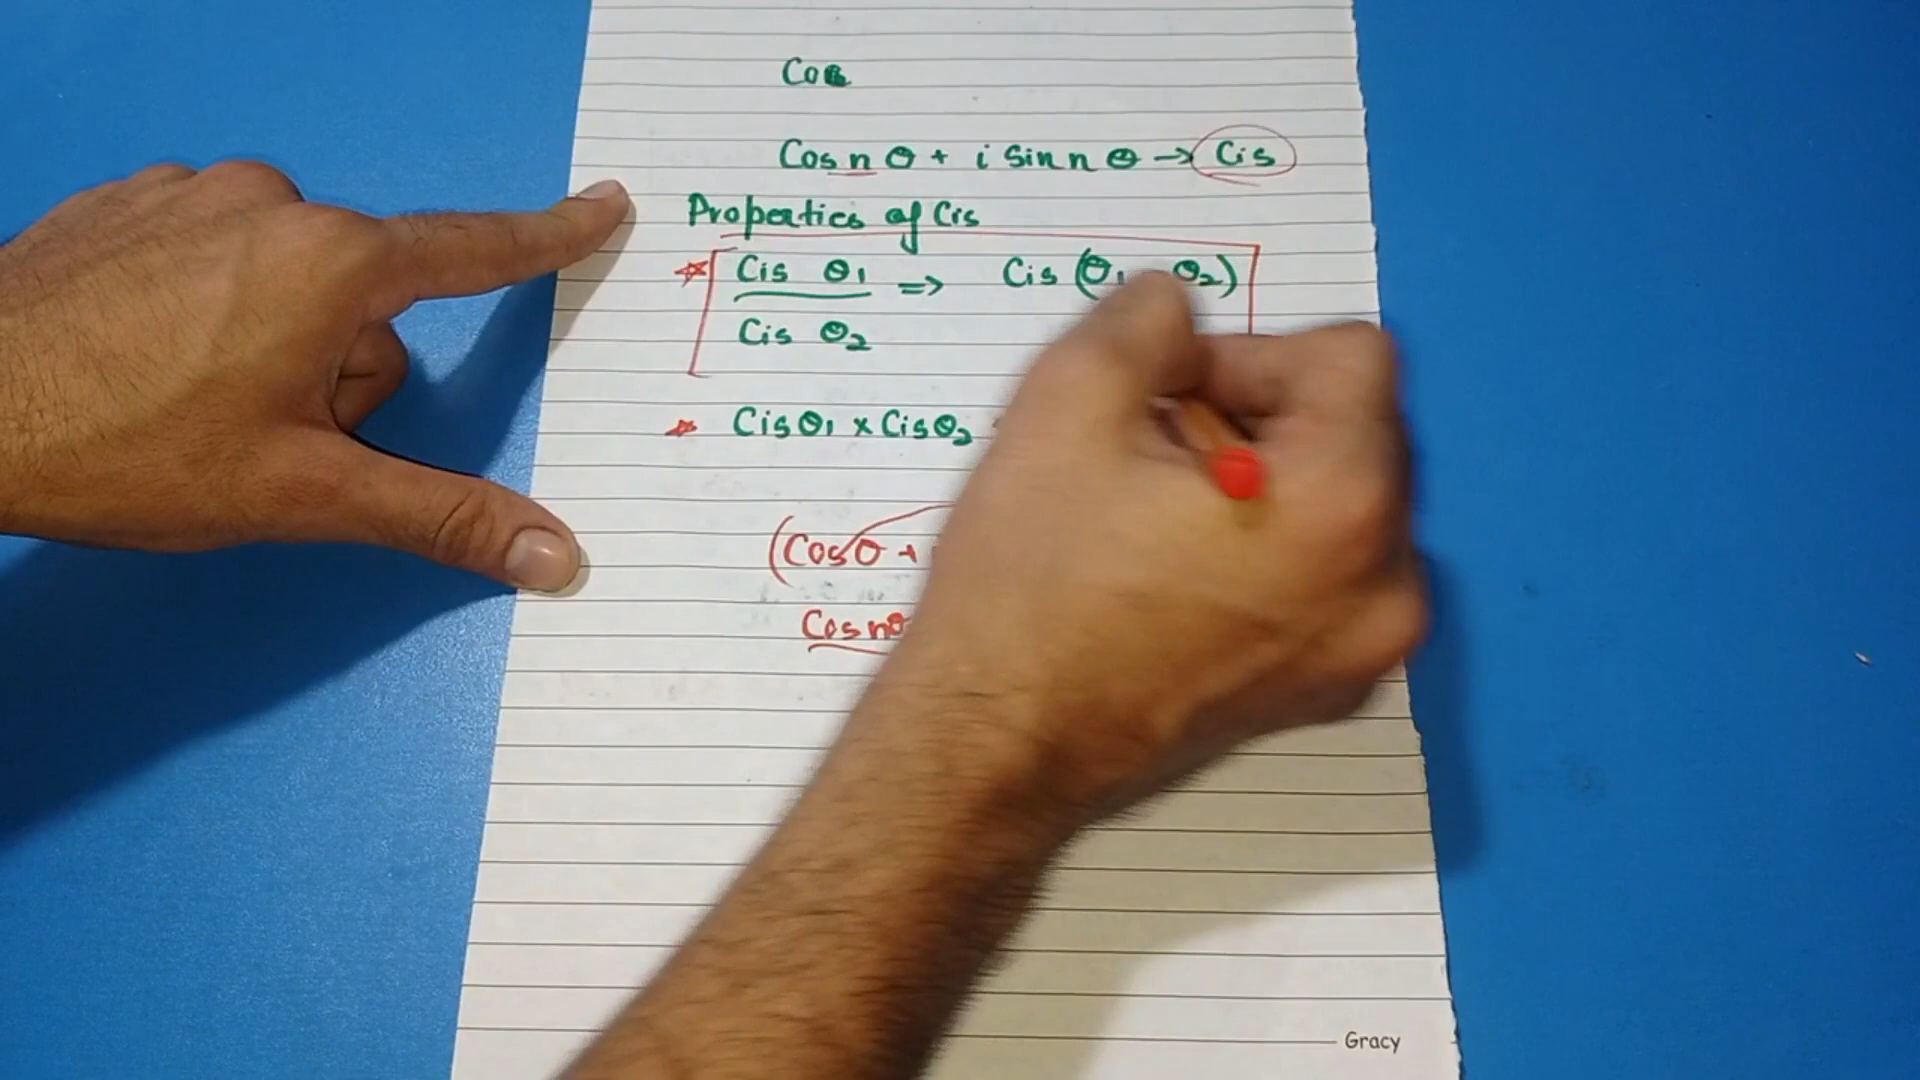 Cos
Cos n θ + i Sin n θ → Cis
Properties of Cis
Cis θ1 => Cis (θ1 θ2)
Cis θ2
Cis θ1 x Cis θ2
(Cos θ +
Cos nθ
Gracy